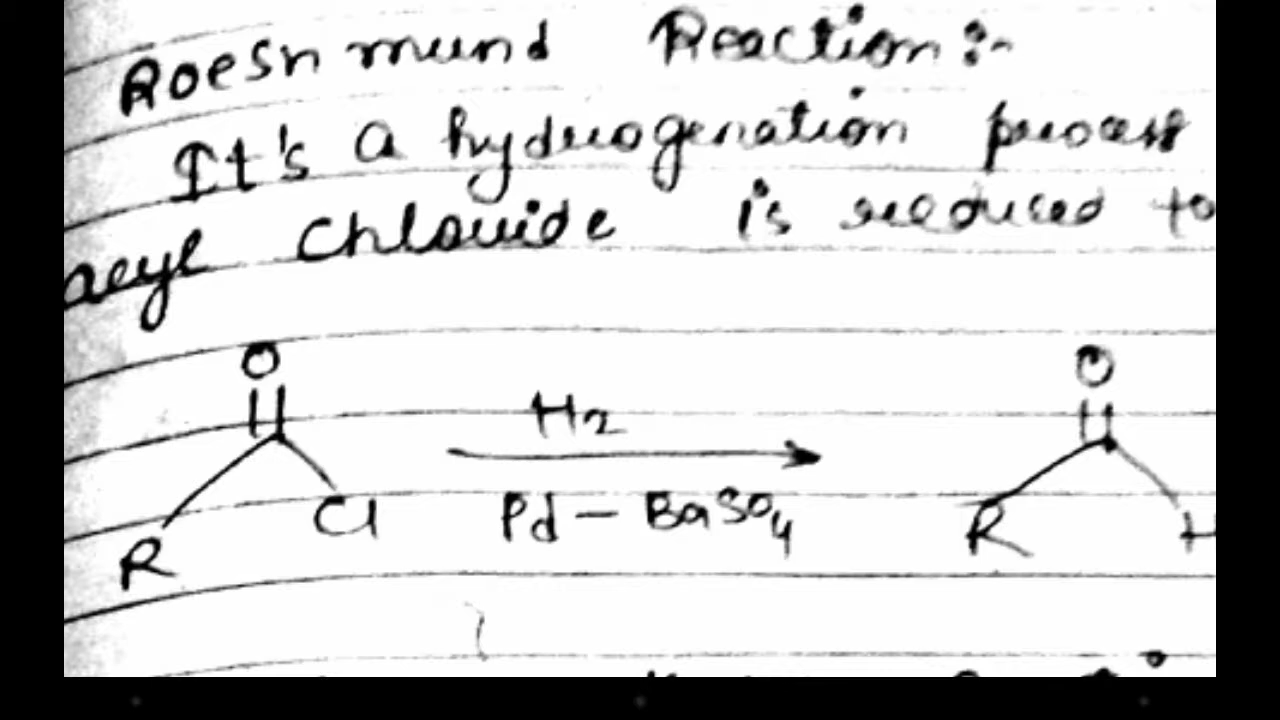 Roesnmund Reaction:-
It's a hydrogenation process
acyl Chloride is reduced to
O O
H2
R Cl Pd - BaSO4 R H